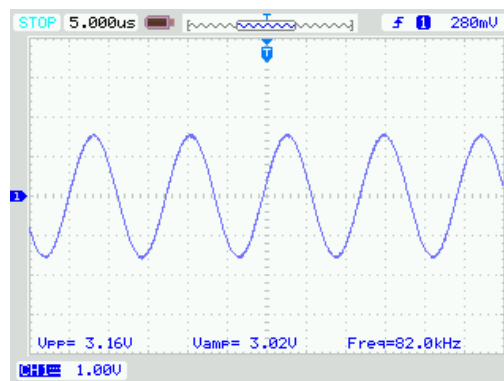 STOP 5.000us T ƒ 1 280mV
T
1
Vpp= 3.16V Vamp= 3.02V Freq=82.0kHz
CH1 1.00V